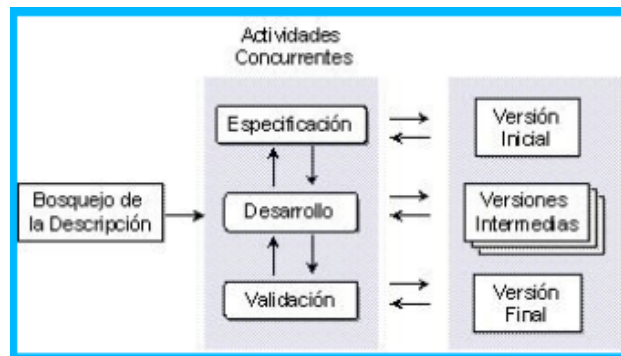 Actividades
Concurrentes
Especificación
Versión
Inicial
Bosquejo de
la Descripción
Desarrollo
Versiones
Intermedias
Validación
Versión
Final